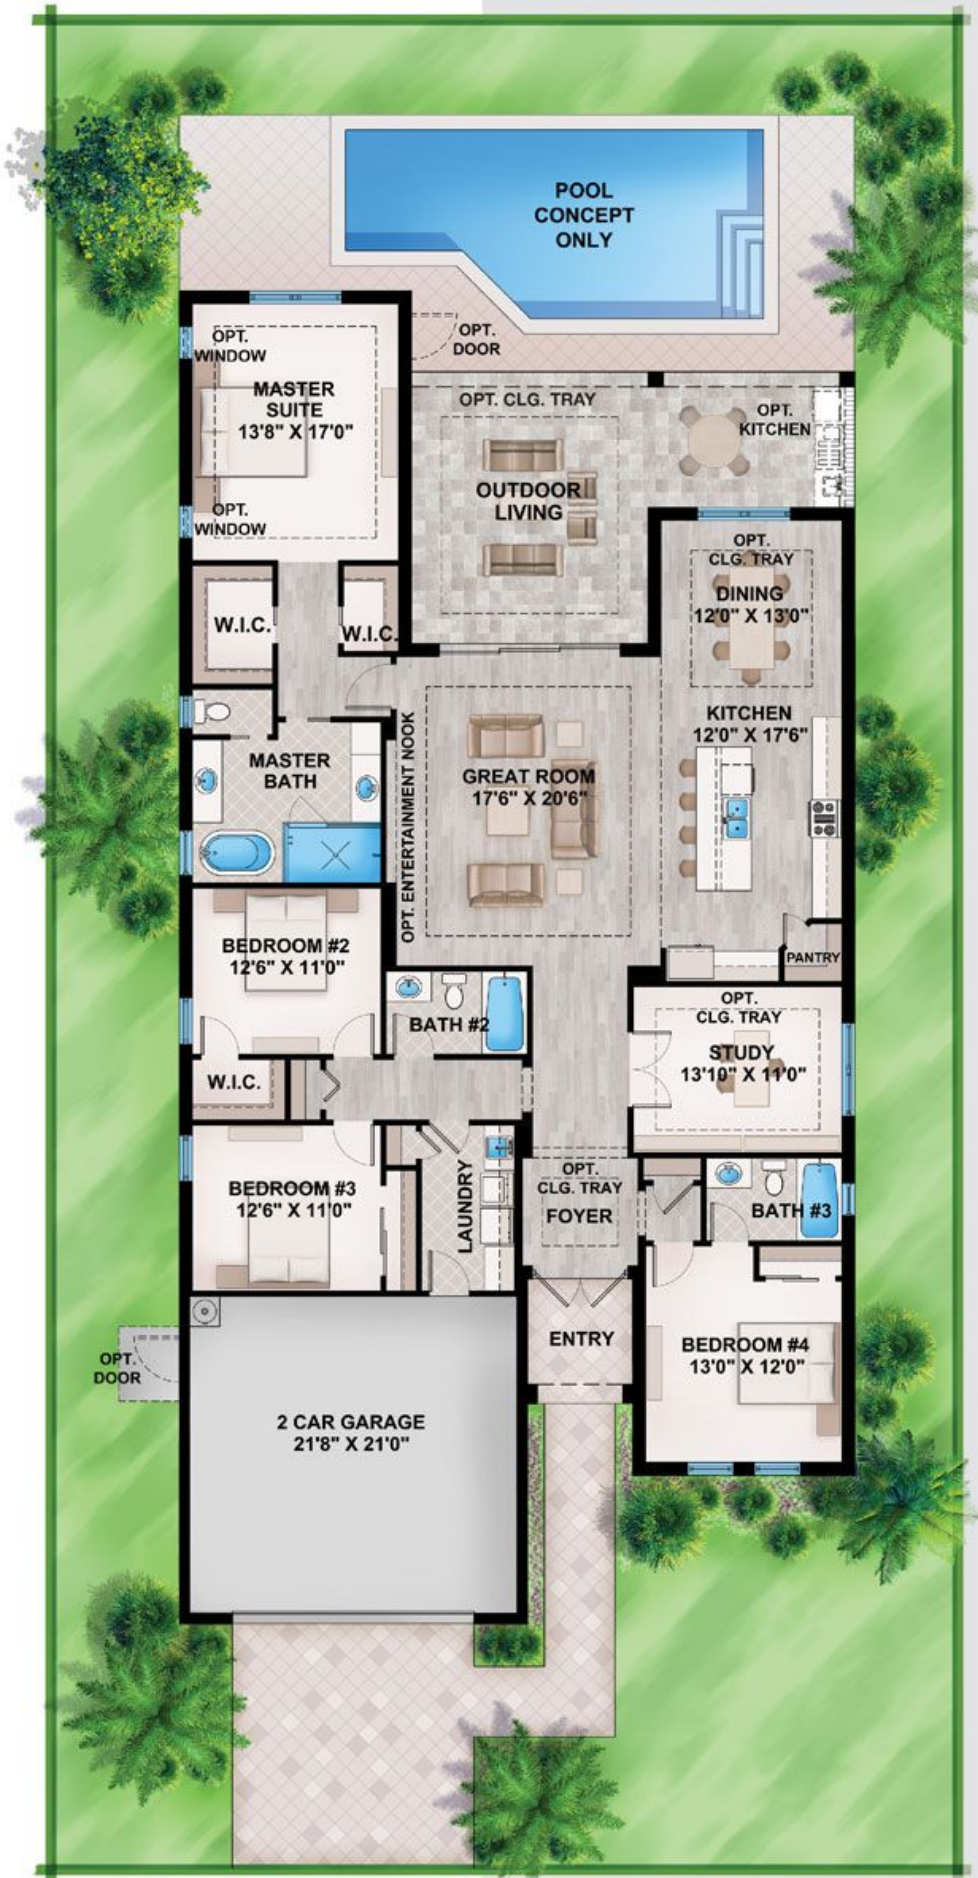 POOL
CONCEPT
ONLY
OPT.
WINDOW
OPT.
DOOR
MASTER
SUITE
13'8" X 17'0"
OPT. CLG. TRAY
OPT.
KITCHEN
OUTDOOR
LIVING
OPT.
WINDOW
OPT.
CLG. TRAY
DINING
12'0" X 13'0"
W.I.C.
W.I.C.
KITCHEN
12'0" X 17'6"
MASTER
BATH
OPT. ENTERTAINMENT NOOK
GREAT ROOM
17'6" X 20'6"
BEDROOM #2
12'6" X 11'0"
PANTRY
BATH #2
OPT.
CLG. TRAY
STUDY
13'10" X 11'0"
W.I.C.
BEDROOM #3
12'6" X 11'0"
LAUNDRY
OPT.
CLG. TRAY
FOYER
BATH #3
ENTRY
BEDROOM #4
13'0" X 12'0"
OPT.
DOOR
2 CAR GARAGE
21'8" X 21'0"